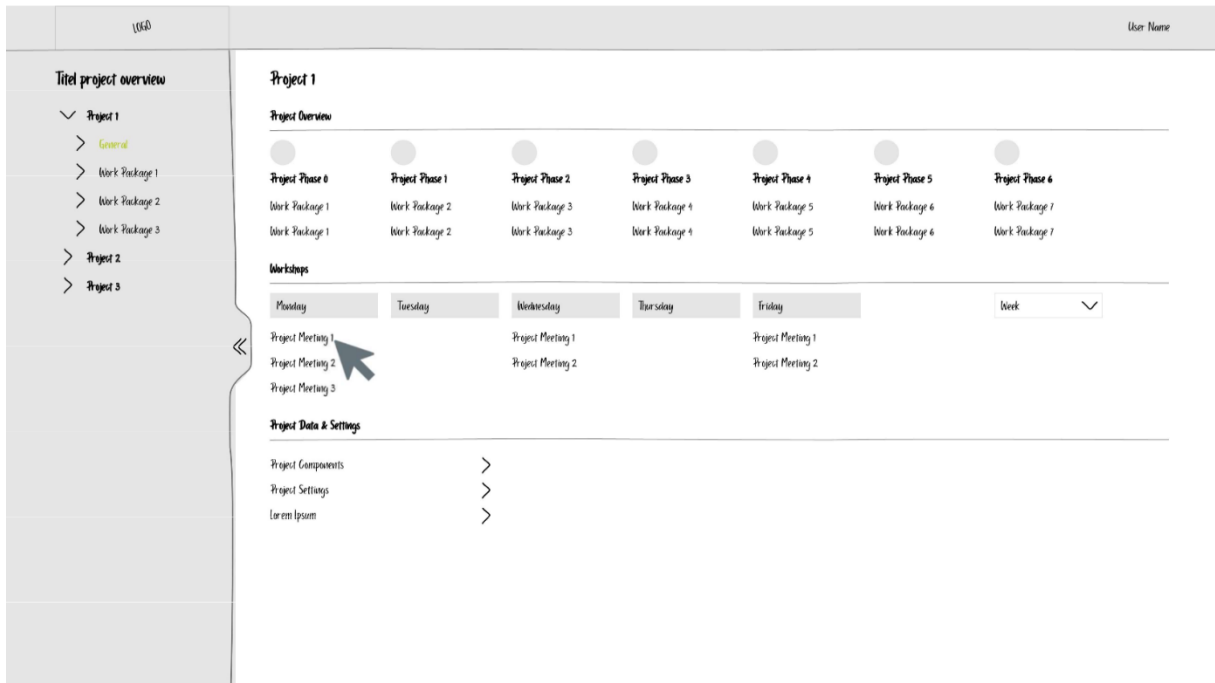 LOGO
User Name
Titel project overview
Project 1
General
Work Package 1
Work Package 2
Work Package 3
Project 2
Project 3
Project 1
Project Overview
Project Phase 0 Project Phase 1 Project Phase 2 Project Phase 3 Project Phase 4 Project Phase 5 Project Phase 6
Work Package 1 Work Package 2 Work Package 3 Work Package 4 Work Package 5 Work Package 6 Work Package 7
Work Package 1 Work Package 2 Work Package 3 Work Package 4 Work Package 5 Work Package 6 Work Package 7
Workshops
Monday Tuesday Wednesday Thursday Friday Week
Project Meeting 1 Project Meeting 1 Project Meeting 1
Project Meeting 2 Project Meeting 2 Project Meeting 2
Project Meeting 3
Project Data & Settings
Project Components
Project Settings
Lorem Ipsum